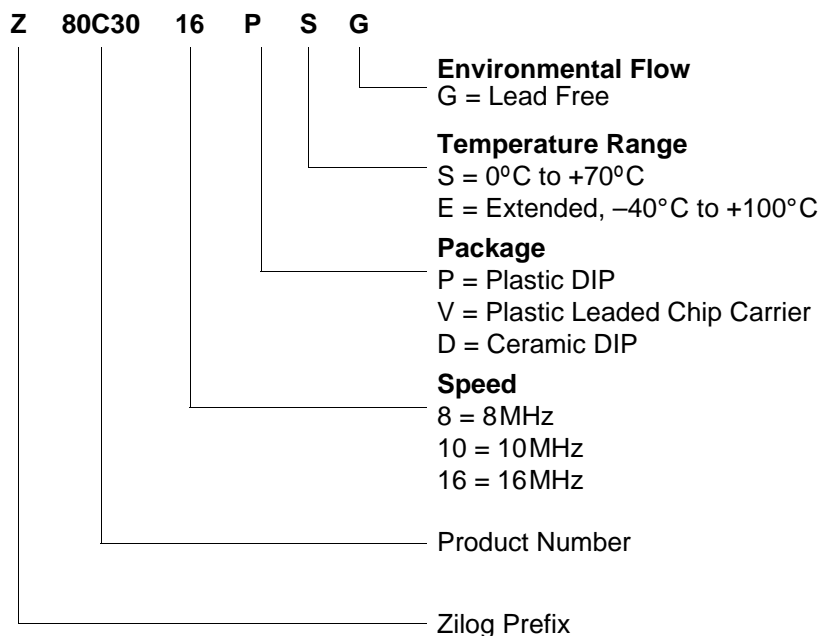 Z 80C30 16 P S G
Environmental Flow
G = Lead Free
Temperature Range
S = 0ºC to +70ºC
E = Extended, –40°C to +100°C
Package
P = Plastic DIP
V = Plastic Leaded Chip Carrier
D = Ceramic DIP
Speed
8 = 8MHz
10 = 10MHz
16 = 16MHz
Product Number
Zilog Prefix